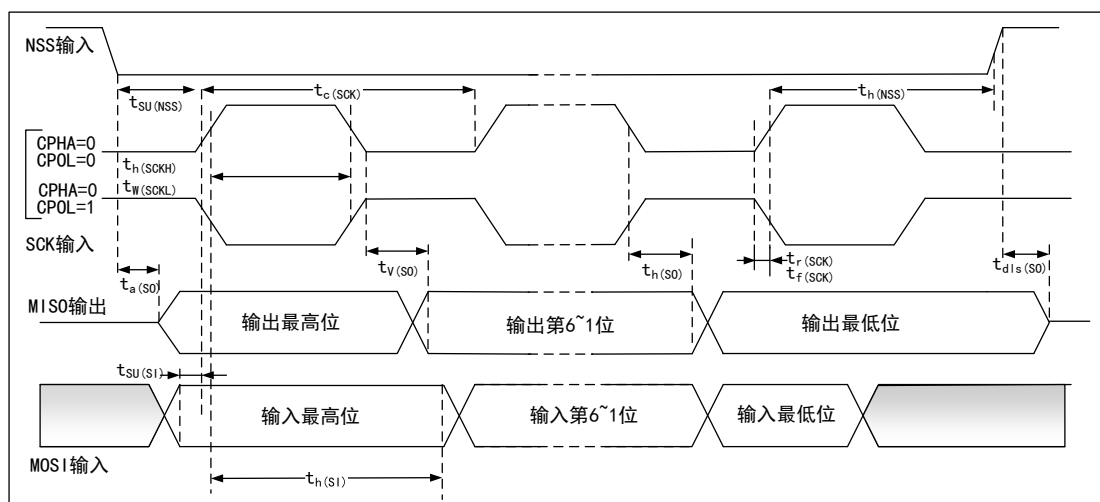 NSS输入
tSU(NSS)
tc(SCK)
th(NSS)
CPHA=0
CPOL=0
th(SCKH)
CPHA=0
CPOL=1
tW(SCKL)
SCK输入
ta(SO)
tV(SO)
th(SO)
tr(SCK)
tf(SCK)
tdls(SO)
MISO输出
输出最高位
输出第6~1位
输出最低位
tSU(SI)
输入最高位
输入第6~1位
输入最低位
MOSI输入
th(SI)